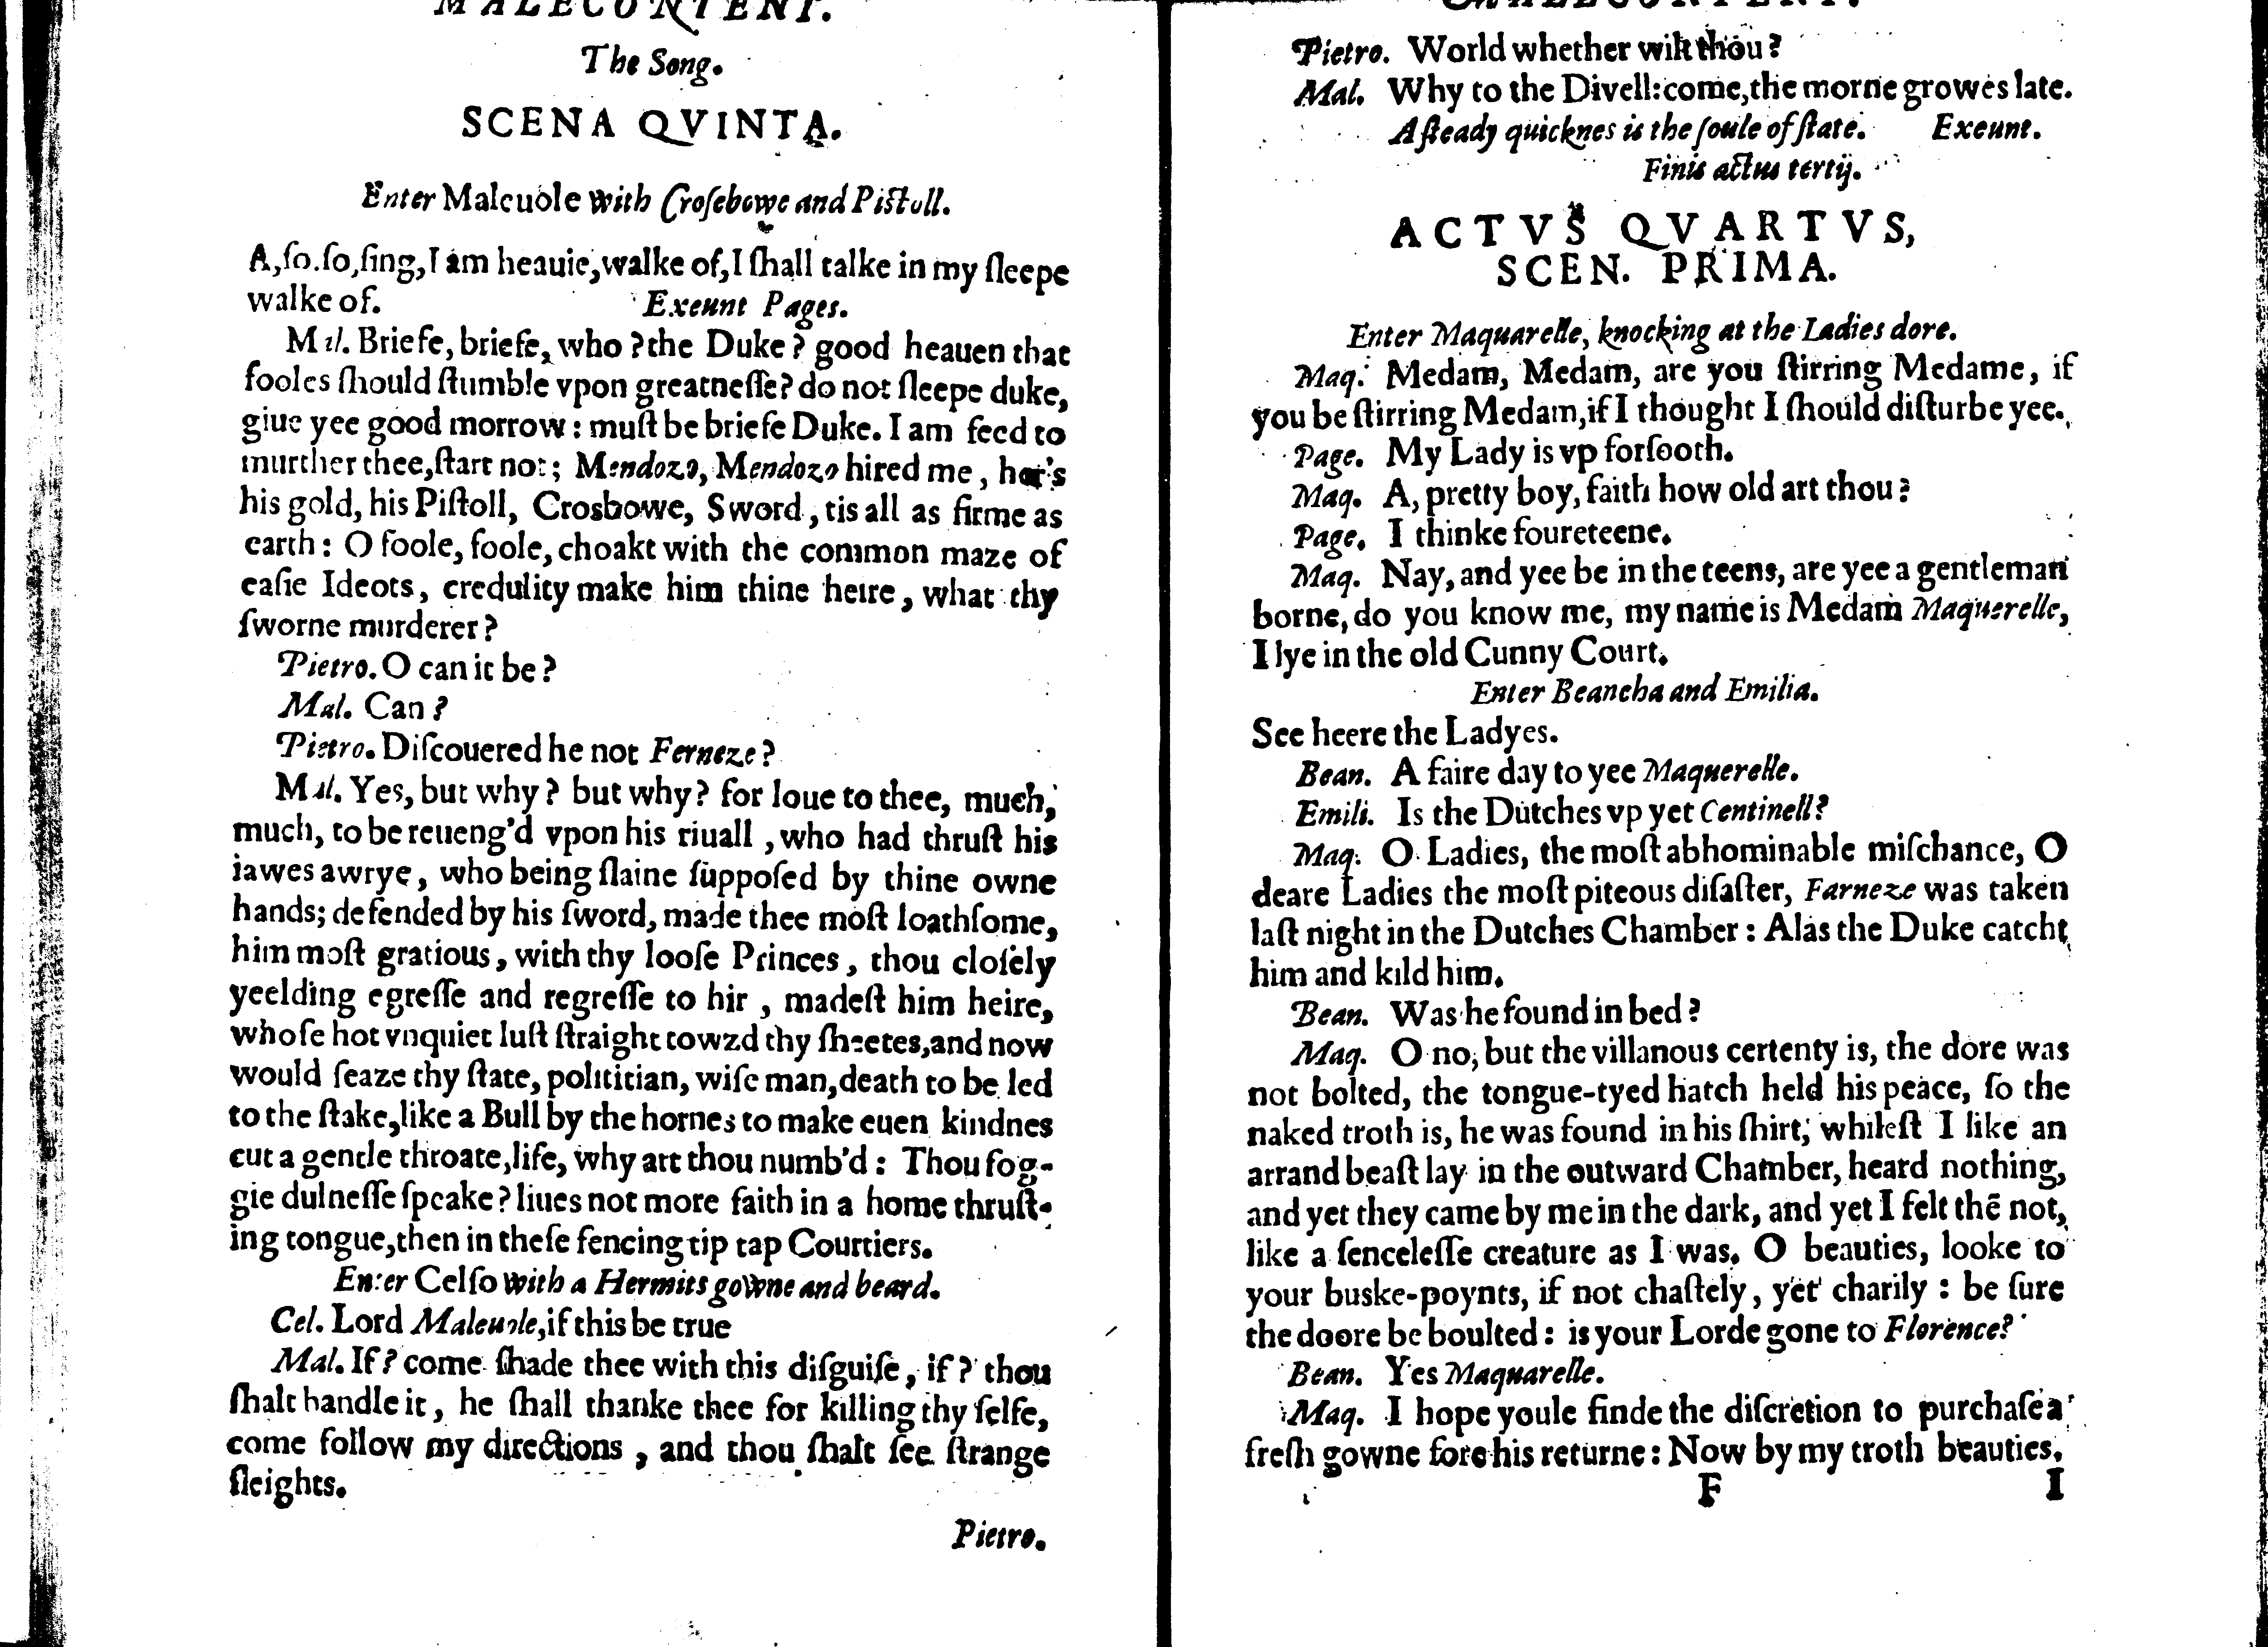 MALECONTENT.
The Song.
SCENA QVINTA.
Enter Maleuole with Croſebowe and Piſtoll.
A,ſo.ſo,ſing,I am heauie,walke of,I ſhall talke in my ſleepe
walke of. Exeunt Pages.
Mal. Briefe, briefe, who ? the Duke ? good heauen that
fooles ſhould ſtumble vpon greatneſſe? do not ſleepe duke,
giue yee good morrow : muſt be briefe Duke. I am feed to
murther thee,ſtart not; Mendozo, Mendozo hired me, her's
his gold, his Piſtoll, Crosbowe, Sword, tis all as firme as
earth : O foole, foole, choakt with the common maze of
eaſie Ideots, credulity make him thine heire, what thy
ſworne murderer?
Pietro. O can it be ?
Mal. Can ?
Pietro. Diſcouered he not Ferneze ?
Mal. Yes, but why ? but why? for loue to thee, much,
much, to be reueng'd vpon his riuall , who had thruſt his
iawes awrye, who being ſlaine ſuppoſed by thine owne
hands; defended by his ſword, made thee moſt loathſome,
him moſt gratious, with thy looſe Princes, thou cloſely
yeelding egreſſe and regreſſe to hir , madeſt him heire,
whoſe hot vnquiet luſt ſtraight towzd thy ſheetes,and now
would ſeaze thy ſtate, polititian, wiſe man,death to be led
to the ſtake,like a Bull by the hornes to make euen kindnes
cut a gentle throate,life, why art thou numb'd : Thou fog-
gie dulneſſe ſpeake? liues not more faith in a home thruſt-
ing tongue,then in theſe fencing tip tap Courtiers.
Enter Celſo with a Hermits gowne and beard.
Cel. Lord Maleuole,if this be true
Mal. If? come ſhade thee with this diſguiſe, if ? thou
ſhalt handle it, he ſhall thanke thee for killing thy ſelfe,
come follow my directions , and thou ſhalt ſee ſtrange
ſleights.
Pietro.
MALECONTENT.
Pietro. World whether wilt thou?
Mal. Why to the Divell:come,the morne growes late.
A ſteady quicknes is the ſoule of ſtate. Exeunt.
Finis actus tertij.
ACTVS QVARTVS,
SCEN. PRIMA.
Enter Maquarelle, knocking at the Ladies dore.
Maq. Medam, Medam, are you ſtirring Medame, if
you be ſtirring Medam,if I thought I ſhould diſturbe yee.
Page. My Lady is vp forſooth.
Maq. A, pretty boy, faith how old art thou?
Page. I thinke foureteene.
Maq. Nay, and yee be in the teens, are yee a gentleman
borne, do you know me, my name is Medam Maquerelle,
I lye in the old Cunny Court.
Enter Beancha and Emilia.
See heere the Ladyes.
Bean. A faire day to yee Maquerelle.
Emili. Is the Dutches vp yet Centinell?
Maq. O Ladies, the moſt abhominable miſchance, O
deare Ladies the moſt piteous diſaſter, Farneze was taken
laſt night in the Dutches Chamber : Alas the Duke catcht
him and kild him.
Bean. Was he found in bed ?
Maq. O no, but the villanous certenty is, the dore was
not bolted, the tongue-tyed hatch held his peace, ſo the
naked troth is, he was found in his ſhirt, whileſt I like an
arrand beaſt lay in the outward Chamber, heard nothing,
and yet they came by me in the dark, and yet I felt thē not,
like a ſenceleſſe creature as I was. O beauties, looke to
your buske-poynts, if not chaſtely, yet charily : be ſure
the doore be boulted : is your Lorde gone to Florence?
Bean. Yes Maquarelle.
Maq. I hope youle finde the diſcretion to purchaſe a
freſh gowne fore his returne : Now by my troth beauties,
F I